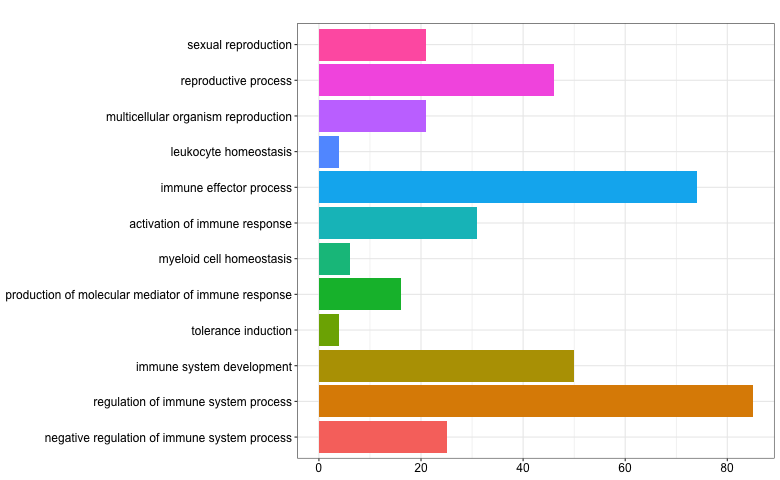 sexual reproduction
reproductive process
multicellular organism reproduction
leukocyte homeostasis
immune effector process
activation of immune response
myeloid cell homeostasis
production of molecular mediator of immune response
tolerance induction
immune system development
regulation of immune system process
negative regulation of immune system process
0 20 40 60 80